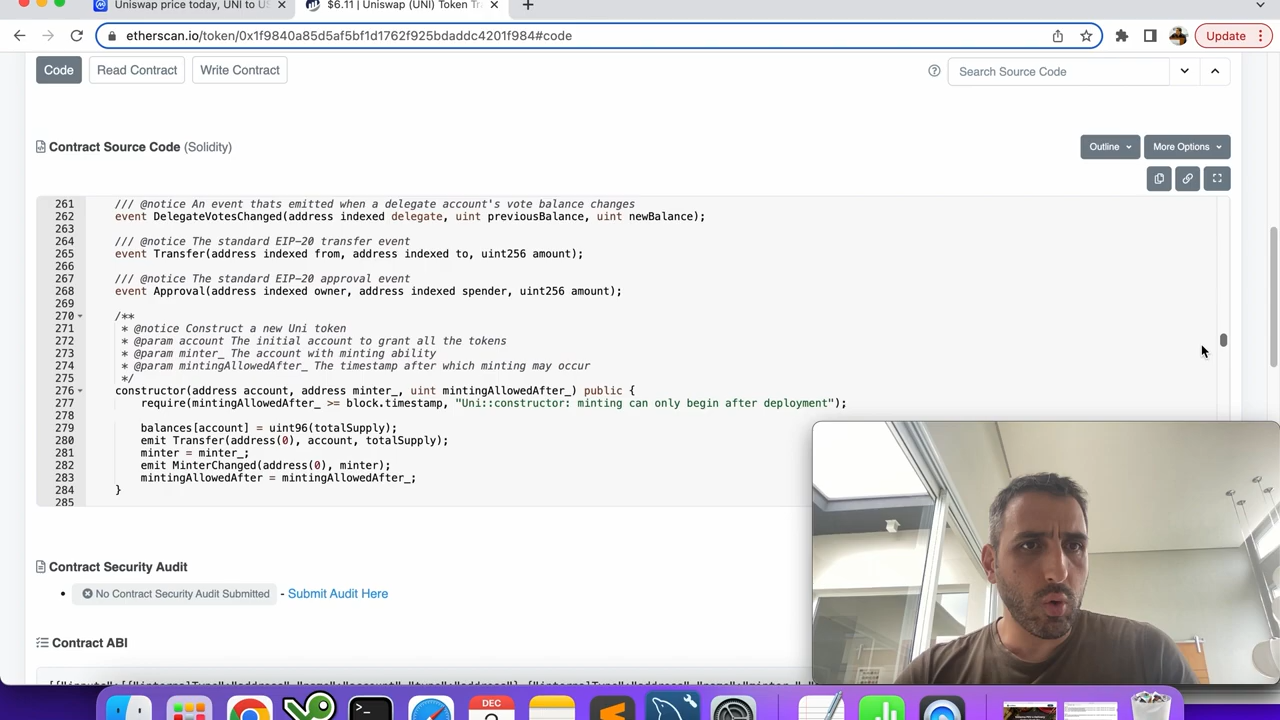 Uniswap price today, UNI to US
$6.11 | Uniswap (UNI) Token Tr
etherscan.io/token/0x1f9840a85d5af5bf1d1762f925bdaddc4201f984#code
Update
Code
Read Contract
Write Contract
Search Source Code
Contract Source Code (Solidity)
Outline
More Options
261 /// @notice An event thats emitted when a delegate account's vote balance changes
262 event DelegateVotesChanged(address indexed delegate, uint previousBalance, uint newBalance);
263
264 /// @notice The standard EIP-20 transfer event
265 event Transfer(address indexed from, address indexed to, uint256 amount);
266
267 /// @notice The standard EIP-20 approval event
268 event Approval(address indexed owner, address indexed spender, uint256 amount);
269
270 /**
271 * @notice Construct a new Uni token
272 * @param account The initial account to grant all the tokens
273 * @param minter_ The account with minting ability
274 * @param mintingAllowedAfter_ The timestamp after which minting may occur
275 */
276 constructor(address account, address minter_, uint mintingAllowedAfter_) public {
277 require(mintingAllowedAfter_ >= block.timestamp, "Uni::constructor: minting can only begin after deployment");
278
279 balances[account] = uint96(totalSupply);
280 emit Transfer(address(0), account, totalSupply);
281 minter = minter_;
282 emit MinterChanged(address(0), minter);
283 mintingAllowedAfter = mintingAllowedAfter_;
284 }
285
Contract Security Audit
• No Contract Security Audit Submitted - Submit Audit Here
Contract ABI
DEC